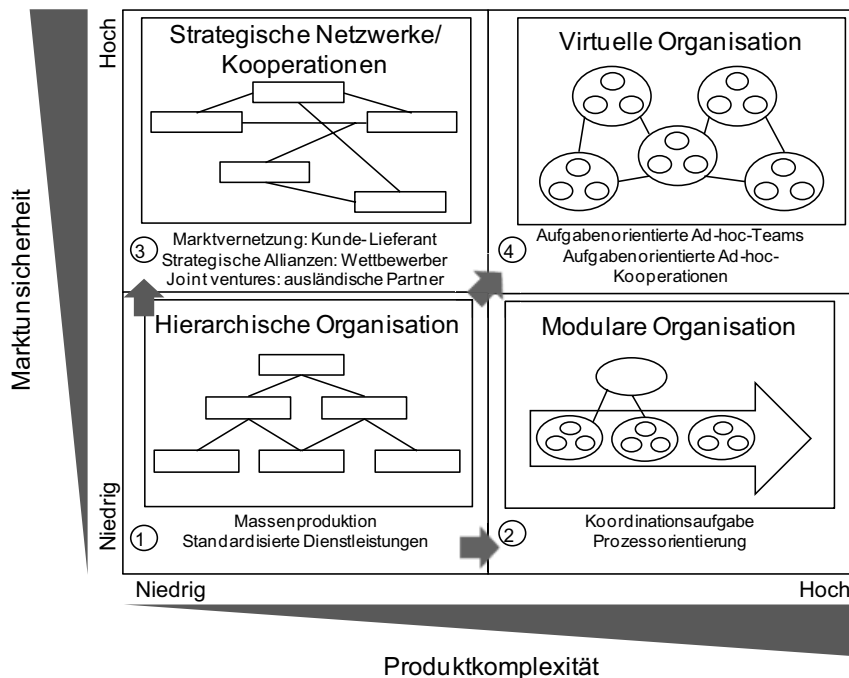 Marktunsicherheit
Hoch
Niedrig
Strategische Netzwerke/
Kooperationen
3
Marktvernetzung: Kunde-Lieferant
Strategische Allianzen: Wettbewerber
Joint ventures: ausländische Partner
Virtuelle Organisation
4
Aufgabenorientierte Ad-hoc-Teams
Aufgabenorientierte Ad-hoc-
Kooperationen
Hierarchische Organisation
1
Massenproduktion
Standardisierte Dienstleistungen
Modulare Organisation
2
Koordinationsaufgabe
Prozessorientierung
Niedrig
Hoch
Produktkomplexität